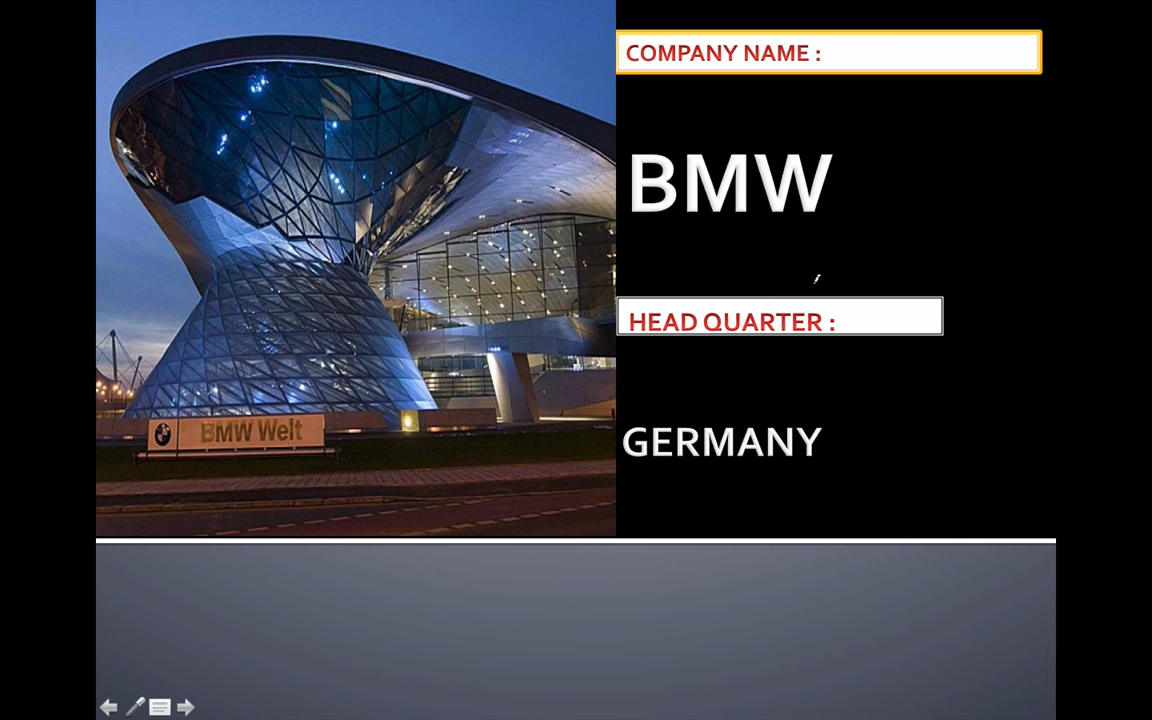 COMPANY NAME :
BMW
HEAD QUARTER :
GERMANY
BMW Welt